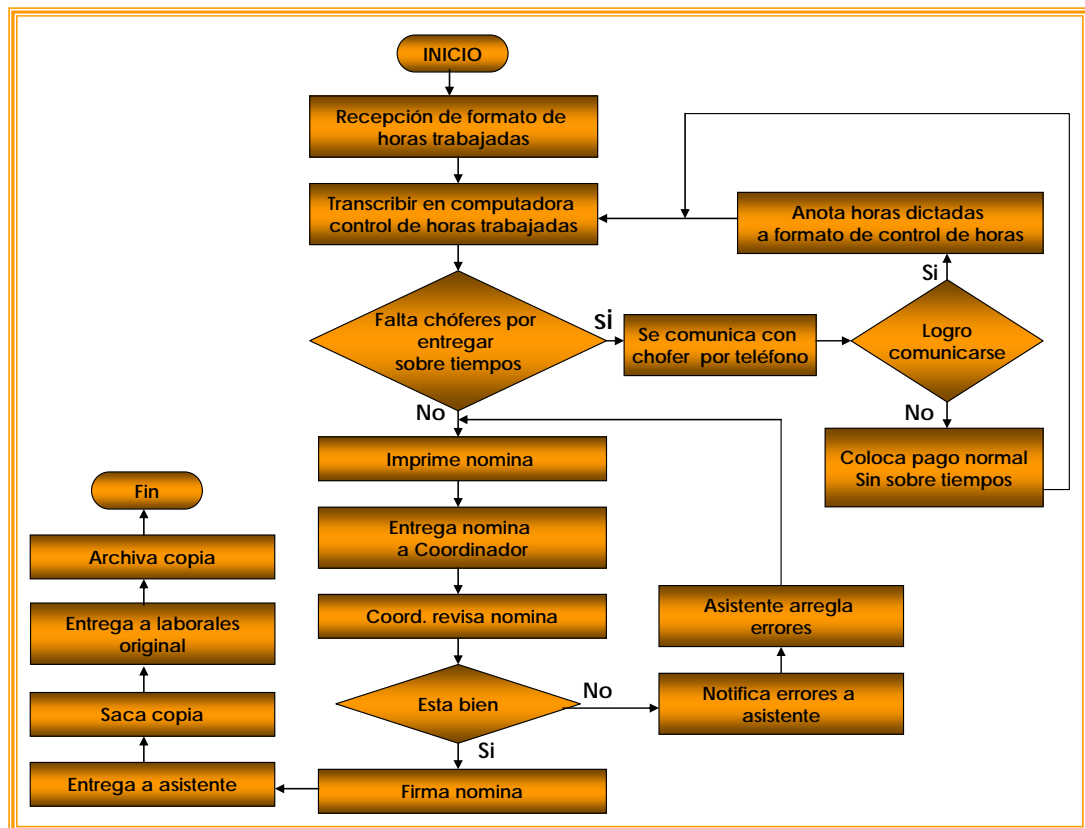 INICIO
Recepción de formato de
horas trabajadas
Transcribir en computadora
control de horas trabajadas
Anota horas dictadas
a formato de control de horas
Si
Falta chóferes por
entregar
sobre tiempos
si
Se comunica con
chofer por teléfono
Logro
comunicarse
No
No
Coloca pago normal
Sin sobre tiempos
Imprime nomina
Entrega nomina
a Coordinador
Coord. revisa nomina
Esta bien
No
Notifica errores a
asistente
Asistente arregla
errores
Si
Firma nomina
Entrega a asistente
Saca copia
Entrega a laborales
original
Archiva copia
Fin